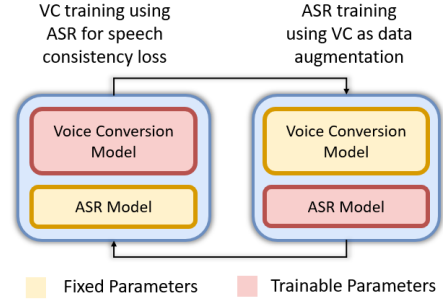 VC training using
ASR for speech
consistency loss
ASR training
using VC as data
augmentation
Voice Conversion
Model
ASR Model
Voice Conversion
Model
ASR Model
Fixed Parameters
Trainable Parameters